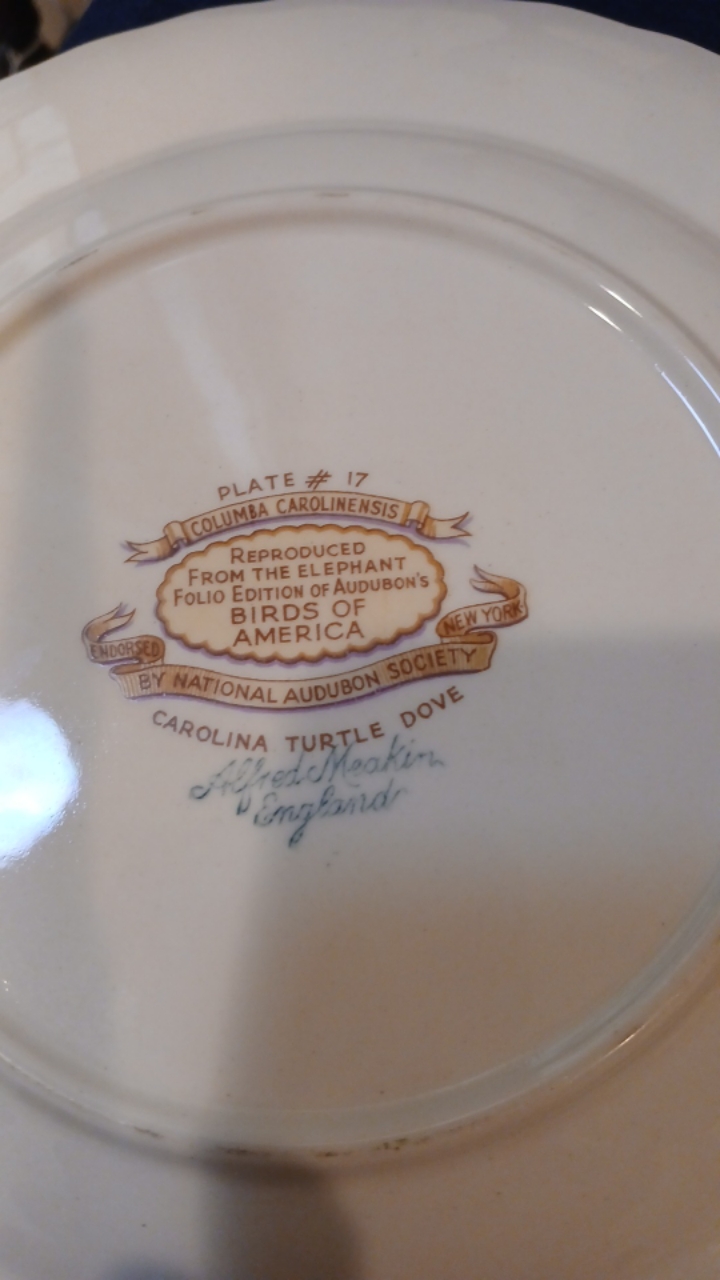 PLATE # 17
COLUMBA CAROLINENSIS
REPRODUCED
FROM THE ELEPHANT
FOLIO EDITION OF AUDUBON'S
BIRDS OF
AMERICA
ENDORSED
BY NATIONAL AUDUBON SOCIETY
NEW YORK
CAROLINA TURTLE DOVE
Alfred Meakin
England